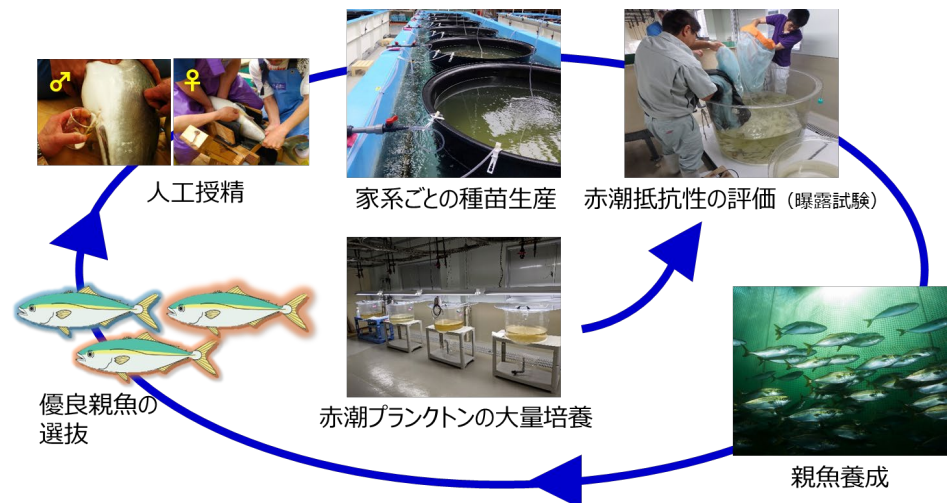 ♂
♀
人工授精
家系ごとの種苗生産
赤潮抵抗性の評価（曝露試験）
優良親魚の
選抜
赤潮プランクトンの大量培養
親魚養成